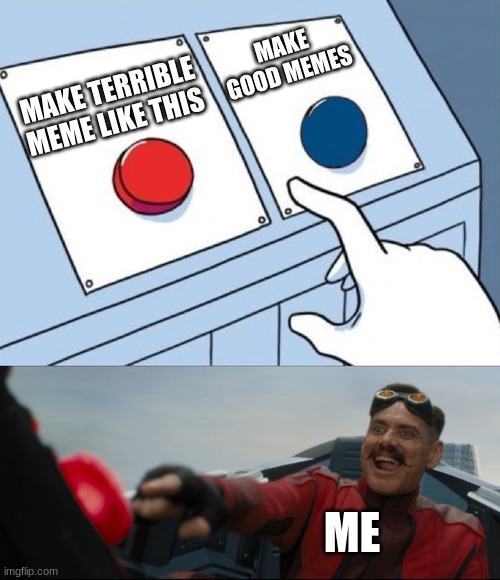 MAKE TERRIBLE
MEME LIKE THIS
MAKE
GOOD MEMES
ME
imgflip.com